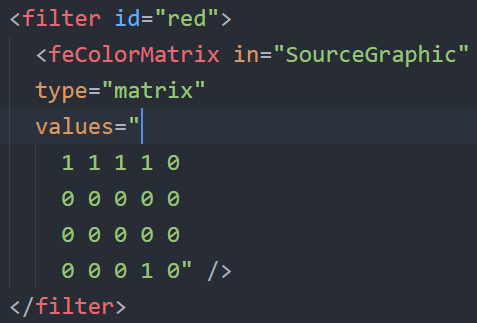 <filter id="red">
<feColorMatrix in="SourceGraphic"
type="matrix"
values="
1 1 1 1 0
0 0 0 0 0
0 0 0 0 0
0 0 0 1 0" />
</filter>